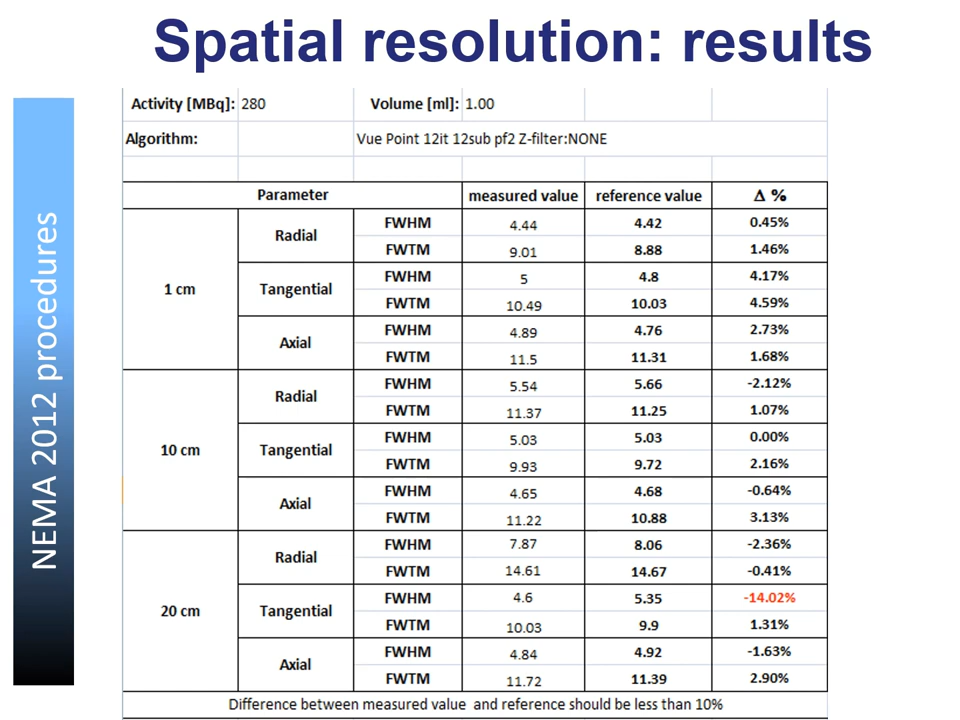 Spatial resolution: results
NEMA 2012 procedures
Activity [MBq]: 280 Volume [ml]: 1.00
Algorithm: Vue Point 12it 12sub pf2 Z-filter:NONE
Parameter measured value reference value Δ %
1 cm Radial FWHM 4.44 4.42 0.45%
FWTM 9.01 8.88 1.46%
Tangential FWHM 5 4.8 4.17%
FWTM 10.49 10.03 4.59%
Axial FWHM 4.89 4.76 2.73%
FWTM 11.5 11.31 1.68%
10 cm Radial FWHM 5.54 5.66 -2.12%
FWTM 11.37 11.25 1.07%
Tangential FWHM 5.03 5.03 0.00%
FWTM 9.93 9.72 2.16%
Axial FWHM 4.65 4.68 -0.64%
FWTM 11.22 10.88 3.13%
20 cm Radial FWHM 7.87 8.06 -2.36%
FWTM 14.61 14.67 -0.41%
Tangential FWHM 4.6 5.35 -14.02%
FWTM 10.03 9.9 1.31%
Axial FWHM 4.84 4.92 -1.63%
FWTM 11.72 11.39 2.90%
Difference between measured value and reference should be less than 10%